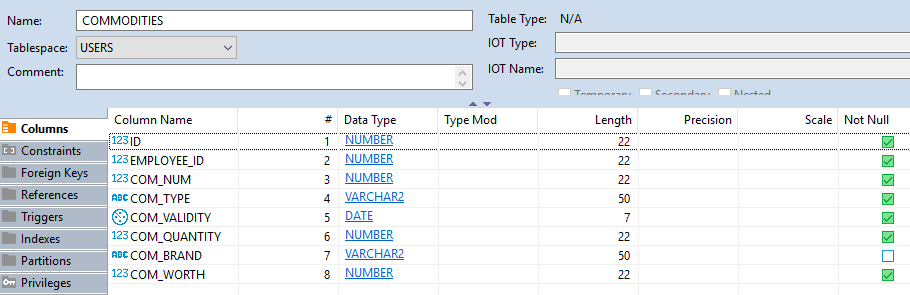 Name: COMMODITIES Table Type: N/A
Tablespace: USERS IOT Type:
Comment: IOT Name:
Temporary Secondary Nested
Columns
Constraints
Foreign Keys
References
Triggers
Indexes
Partitions
Privileges
Column Name # Data Type Type Mod Length Precision Scale Not Null
123 ID 1 NUMBER 22
123 EMPLOYEE_ID 2 NUMBER 22
123 COM_NUM 3 NUMBER 22
ABC COM_TYPE 4 VARCHAR2 50
COM_VALIDITY 5 DATE 7
123 COM_QUANTITY 6 NUMBER 22
ABC COM_BRAND 7 VARCHAR2 50
123 COM_WORTH 8 NUMBER 22